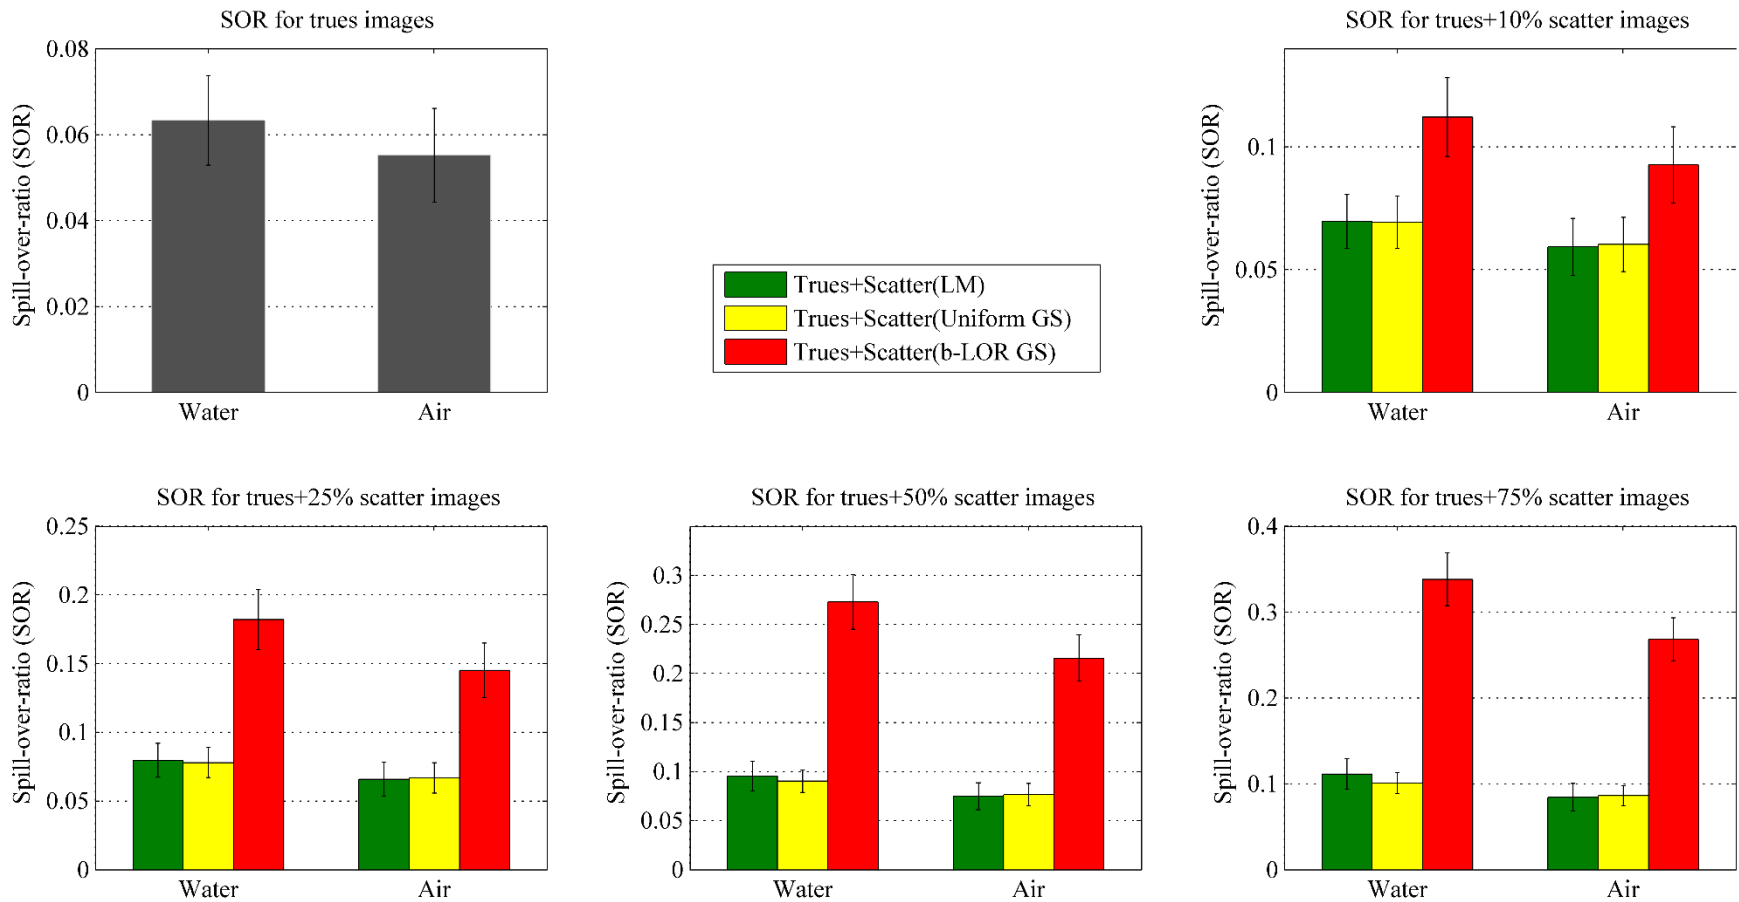 SOR for trues images
Spill-over-ratio (SOR)
0.08
0.06
0.04
0.02
0
Water
Air
Trues+Scatter(LM)
Trues+Scatter(Uniform GS)
Trues+Scatter(b-LOR GS)
SOR for trues+10% scatter images
Spill-over-ratio (SOR)
0.1
0.05
0
Water
Air
SOR for trues+25% scatter images
Spill-over-ratio (SOR)
0.25
0.2
0.15
0.1
0.05
0
Water
Air
SOR for trues+50% scatter images
Spill-over-ratio (SOR)
0.3
0.25
0.2
0.15
0.1
0.05
0
Water
Air
SOR for trues+75% scatter images
Spill-over-ratio (SOR)
0.4
0.3
0.2
0.1
0
Water
Air